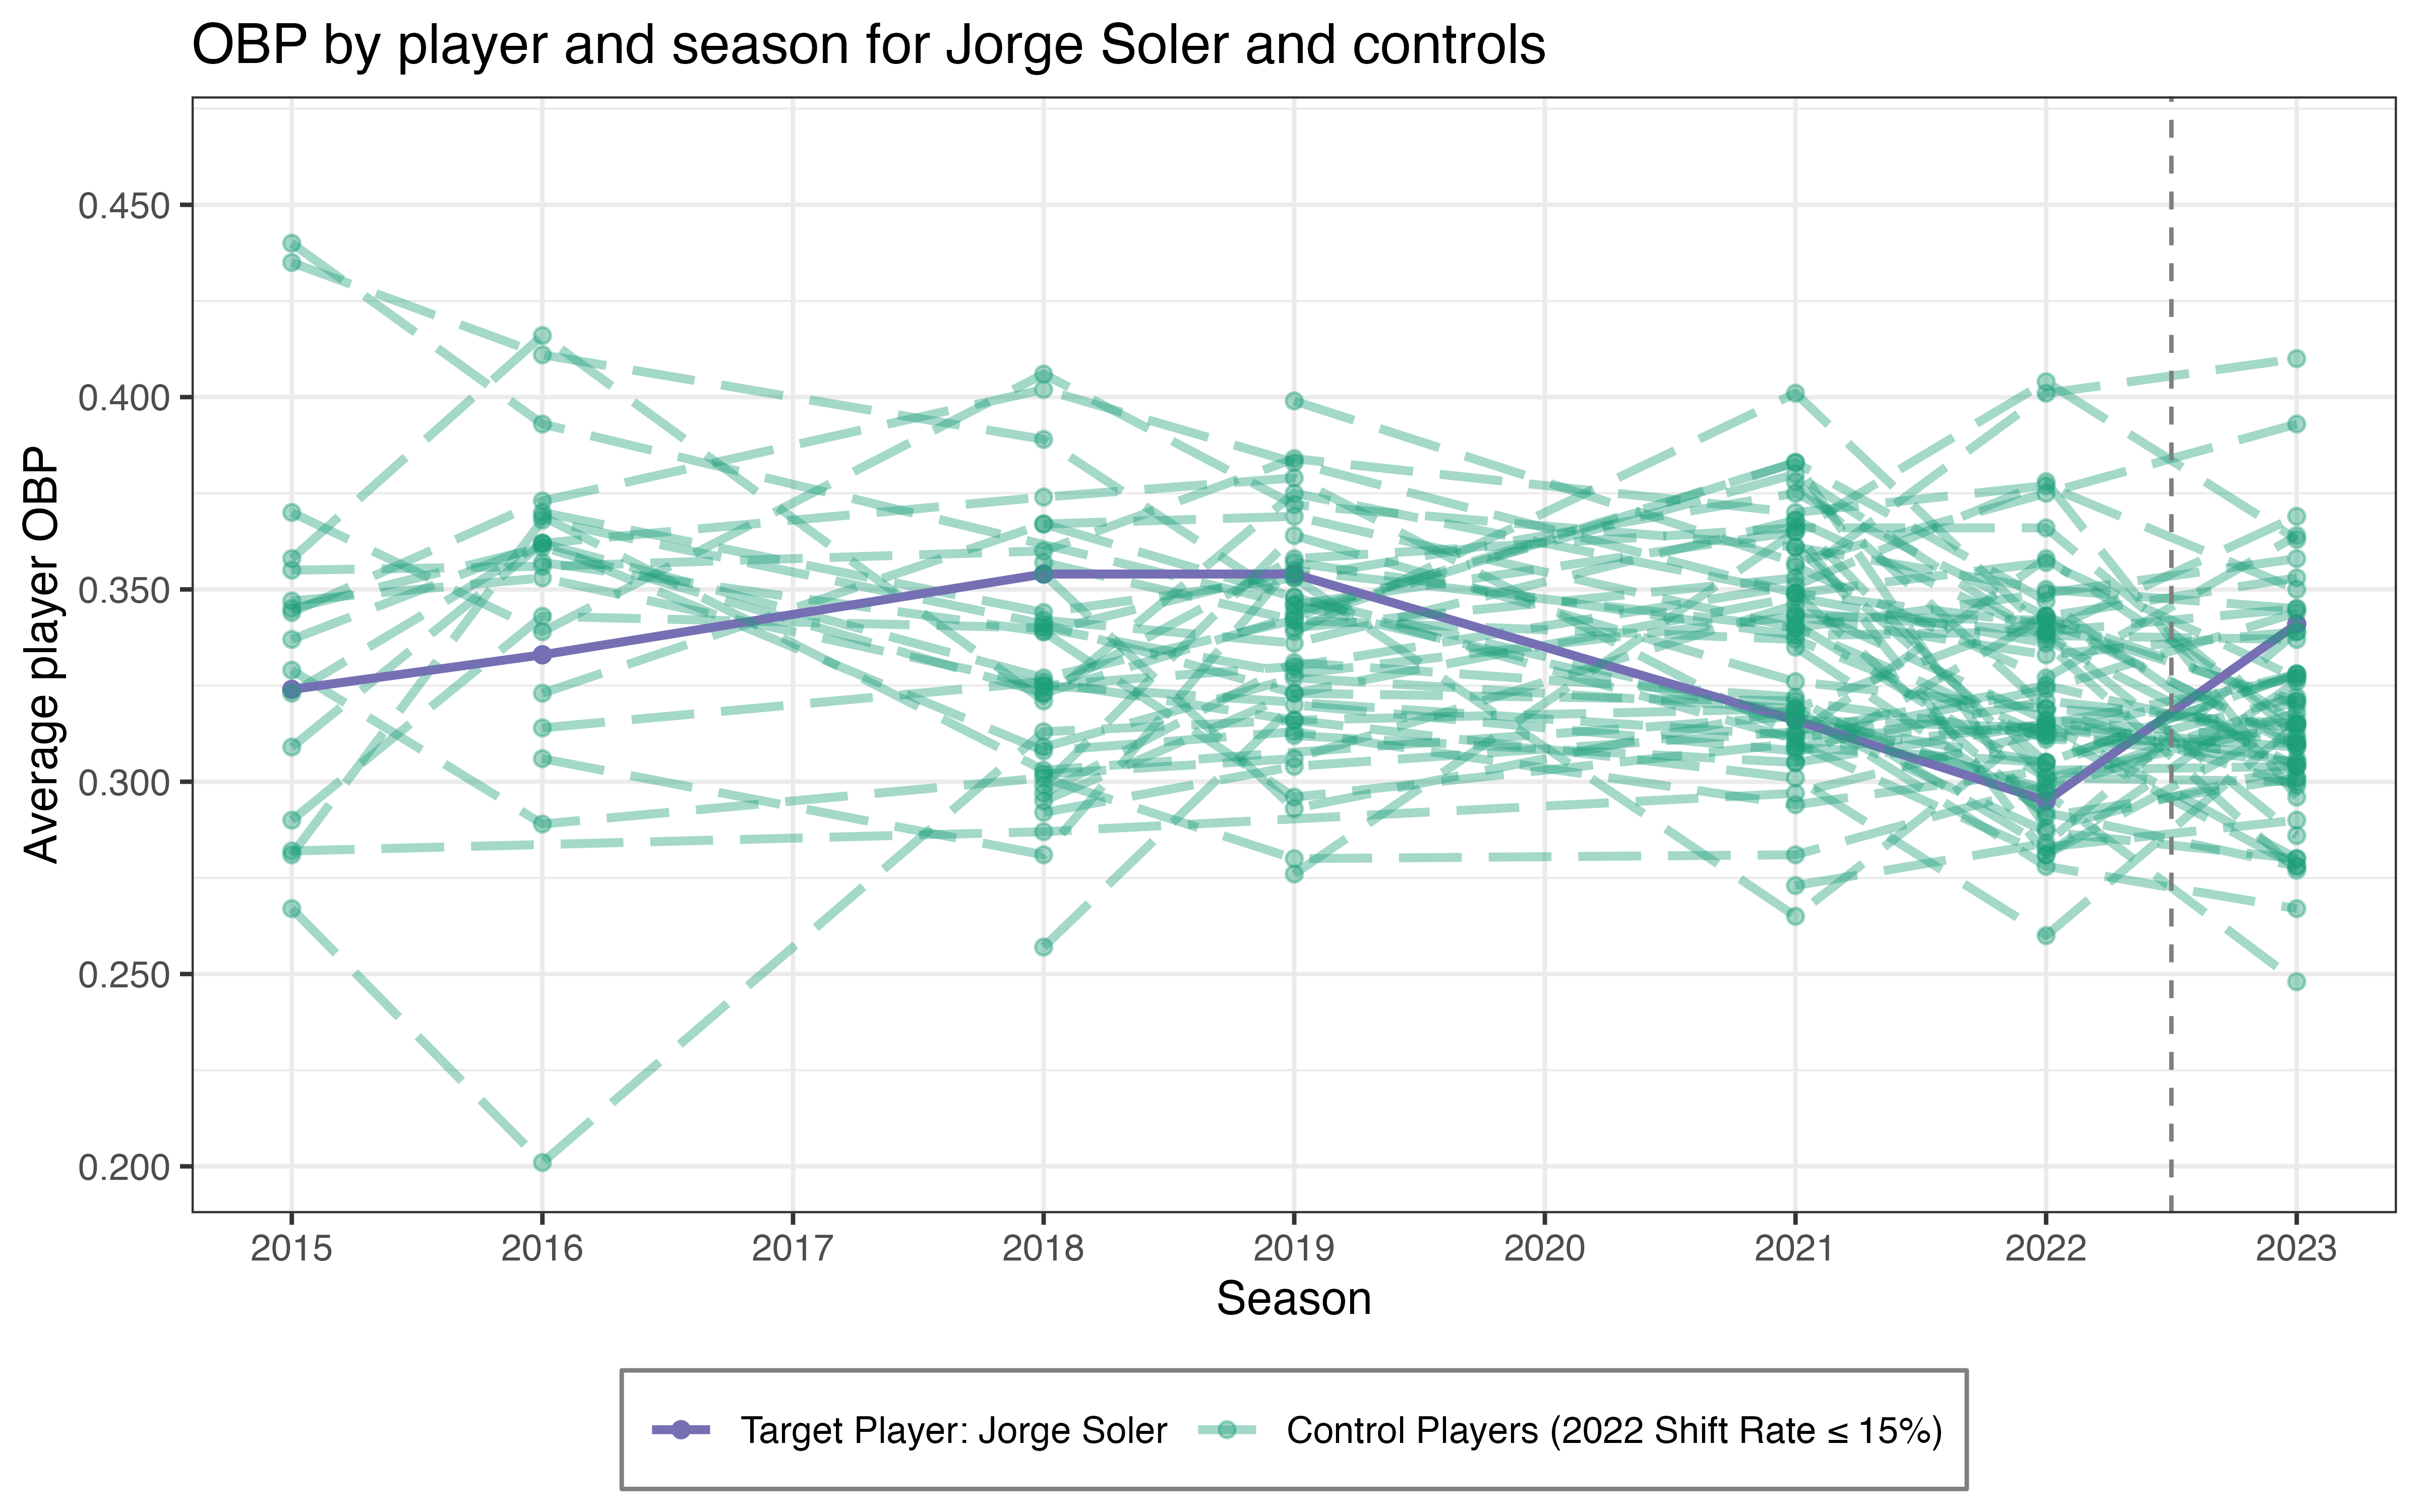 OBP by player and season for Jorge Soler and controls
Average player OBP
0.450
0.400
0.350
0.300
0.250
0.200
2015 2016 2017 2018 2019 2020 2021 2022 2023
Season
Target Player: Jorge Soler Control Players (2022 Shift Rate ≤ 15%)